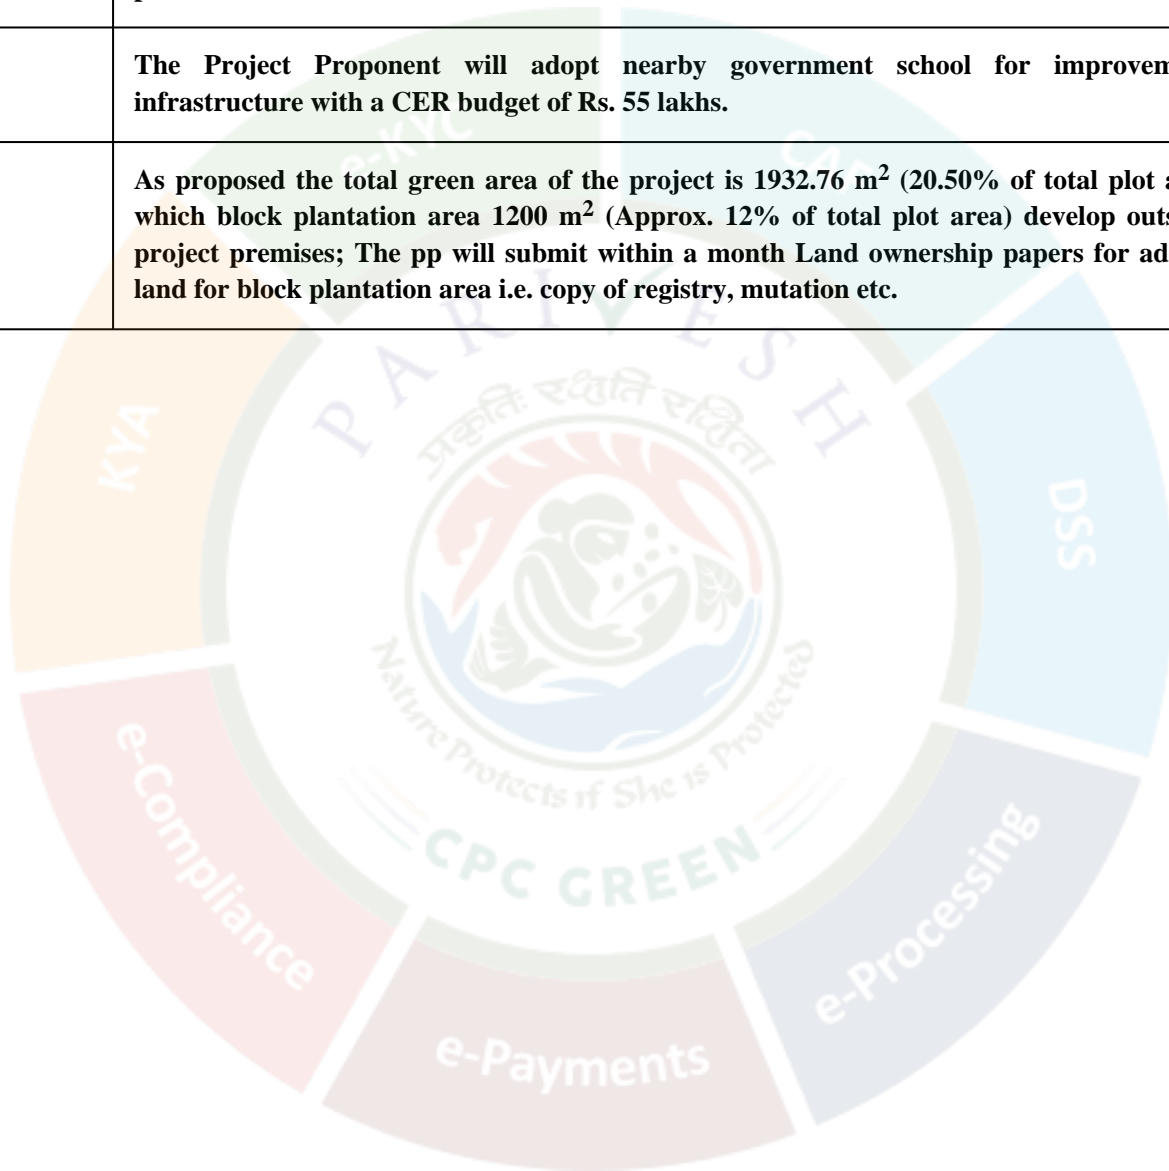 The Project Proponent will adopt nearby government school for
infrastructure with a CER budget of Rs. 55 lakhs.
As proposed the total green area of the project is 1932.76 m² (20.50% of total plot
which block plantation area 1200 m² (Approx. 12% of total plot area) develop
project premises; The pp will submit within a month Land ownership papers for
land for block plantation area i.e. copy of registry, mutation etc.
e-KYC
KYA
DSS
PARIVESH
प्रकृतिः रक्षति रक्षिता
Nature Protects if She is Protected
CPC GREEN
e-Compliance
e-Processing
e-Payments